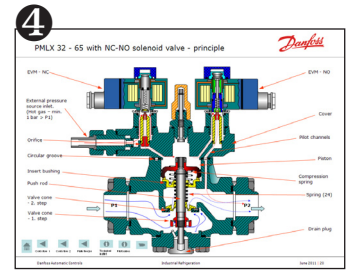 4
PMLX 32 - 65 with NC-NO solenoid valve - principle
Danfoss
EVM - NC
EVM - NO
External pressure
source inlet.
(Hot gas – min.
1 bar > P1)
Cover
Pilot channels
Orifice
Circular groove
Piston
Insert bushing
Compression
spring
Push rod
Spring (24)
Valve cone
- 2. step
P1
P2
Valve cone
- 1. step
Drain plug
Danfoss Automatic Controls
Industrial Refrigeration
June 2011 | 25